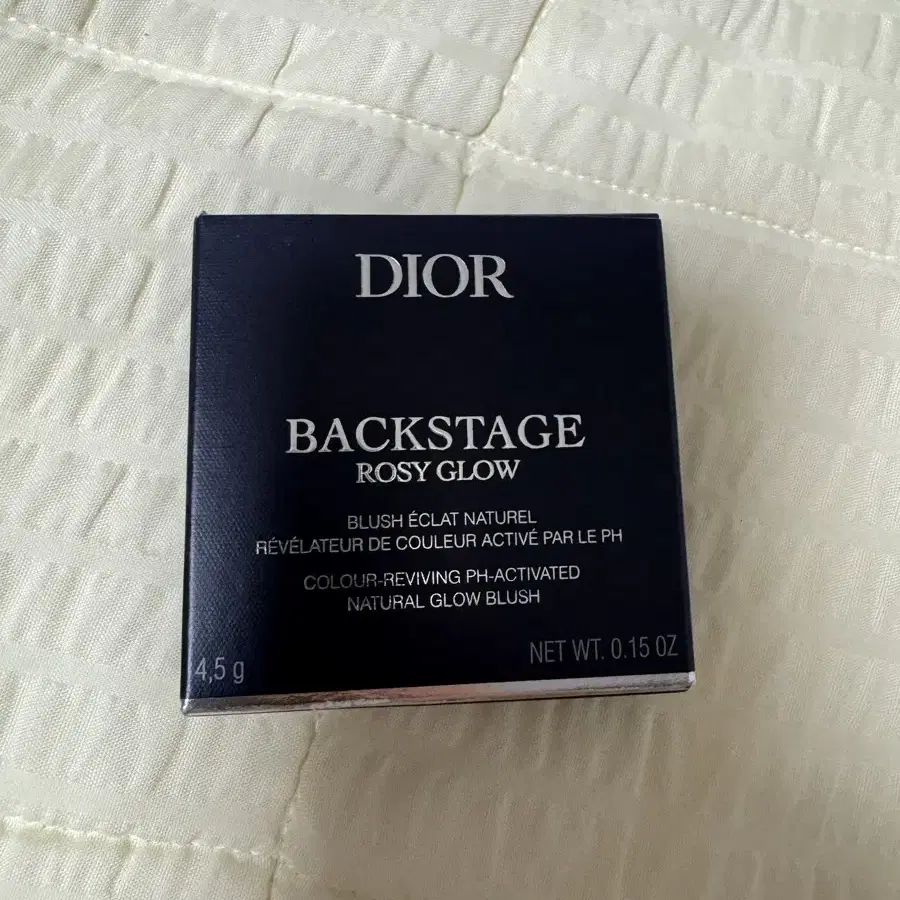 DIOR
BACKSTAGE
ROSY GLOW
BLUSH ÉCLAT NATUREL
RÉVÉLATEUR DE COULEUR ACTIVÉ PAR LE PH
COLOUR-REVIVING PH-ACTIVATED
NATURAL GLOW BLUSH
4,5 g
NET WT. 0.15 OZ